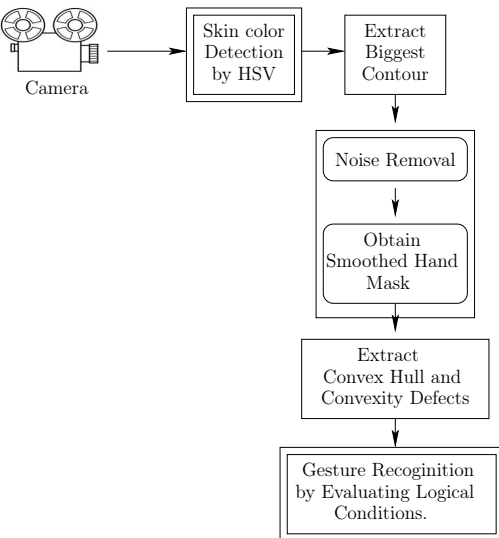 Camera
Skin color
Detection
by HSV
Extract
Biggest
Contour
Noise Removal
Obtain
Smoothed Hand
Mask
Extract
Convex Hull and
Convexity Defects
Gesture Recoginition
by Evaluating Logical
Conditions.